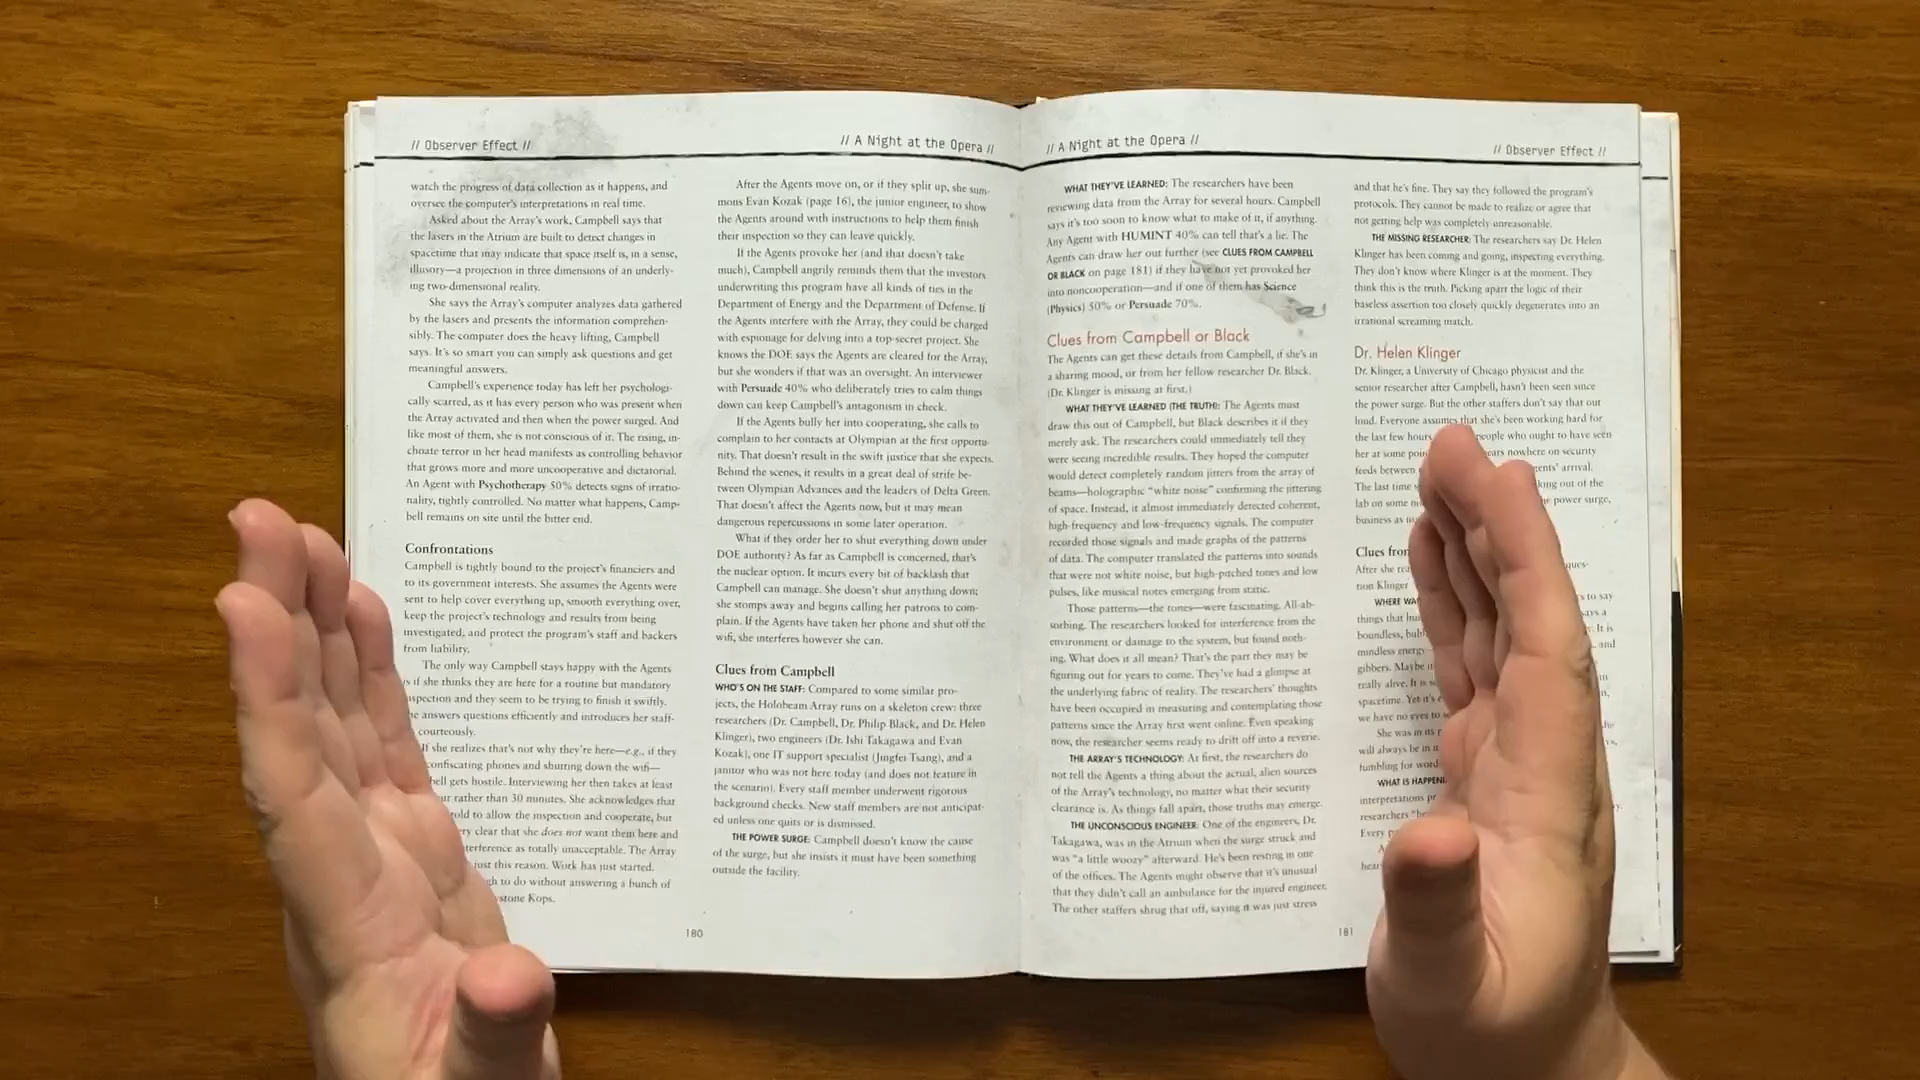 // Observer Effect //
// A Night at the Opera //
watch the progress of data collection as it happens, and
oversee the computer's interpretations in real time.
Asked about the Array's work, Campbell says that
the lasers in the Atrium are built to detect changes in
spacetime that may indicate that space itself is, in a sense,
illusory—a projection in three dimensions of an underly-
ing two-dimensional reality.
She says the Array's computer analyzes data gathered
by the lasers and presents the information comprehen-
sibly. The computer does the heavy lifting, Campbell
says. It's so smart you can simply ask questions and get
meaningful answers.
Campbell's experience today has left her psychologi-
cally scarred, as it has every person who was present when
the Array activated and then when the power surged. And
like most of them, she is not conscious of it. The rising, in-
choate terror in her head manifests as controlling behavior
that grows more and more uncooperative and dictatorial.
An Agent with Psychotherapy 50% detects signs of irratio-
nality, tightly controlled. No matter what happens, Camp-
bell remains on site until the bitter end.
Confrontations
Campbell is tightly bound to the project's financiers and
to its government interests. She assumes the Agents were
sent to help cover everything up, smooth everything over,
keep the project's technology and results from being
investigated, and protect the program's staff and backers
from liability.
The only way Campbell stays happy with the Agents
is if she thinks they are here for a routine but mandatory
inspection and they seem to be trying to finish it swiftly.
answers questions efficiently and introduces her staff-
courteously.
If she realizes that's not why they're here—e.g., if they
confiscating phones and shutting down the wifi—
gets hostile. Interviewing her then takes at least
rather than 30 minutes. She acknowledges that
told to allow the inspection and cooperate, but
clear that she does not want them here and
as totally unacceptable. The Array
just this reason. Work has just started.
to do without answering a bunch of
Kops.
After the Agents move on, or if they split up, she sum-
mons Evan Kozak (page 16), the junior engineer, to show
the Agents around with instructions to help them finish
their inspection so they can leave quickly.
If the Agents provoke her (and that doesn't take
much), Campbell angrily reminds them that the investors
underwriting this program have all kinds of ties in the
Department of Energy and the Department of Defense. If
the Agents interfere with the Array, they could be charged
with espionage for delving into a top-secret project. She
knows the DOE says the Agents are cleared for the Array,
but she wonders if that was an oversight. An interviewer
with Persuade 40% who deliberately tries to calm things
down can keep Campbell's antagonism in check.
If the Agents bully her into cooperating, she calls to
complain to her contacts at Olympian at the first opportu-
nity. That doesn't result in the swift justice that she expects.
Behind the scenes, it results in a great deal of strife be-
tween Olympian Advances and the leaders of Delta Green.
That doesn't affect the Agents now, but it may mean
dangerous repercussions in some later operation.
What if they order her to shut everything down under
DOE authority? As far as Campbell is concerned, that's
the nuclear option. It incurs every bit of backlash that
Campbell can manage. She doesn't shut anything down;
she stomps away and begins calling her patrons to com-
plain. If the Agents have taken her phone and shut off the
wifi, she interferes however she can.
Clues from Campbell
WHO'S ON THE STAFF: Compared to some similar pro-
jects, the Holobeam Array runs on a skeleton crew: three
researchers (Dr. Campbell, Dr. Philip Black, and Dr. Helen
Klinger), two engineers (Dr. Ishi Takagawa and Evan
Kozak), one IT support specialist (Jingfei Tsang), and a
janitor who was not here today (and does not feature in
the scenario). Every staff member underwent rigorous
background checks. New staff members are not anticipat-
ed unless one quits or is dismissed.
THE POWER SURGE: Campbell doesn't know the cause
of the surge, but she insists it must have been something
outside the facility.
180
// A Night at the Opera //
// Observer Effect //
WHAT THEY'VE LEARNED: The researchers have been
reviewing data from the Array for several hours. Campbell
says it's too soon to know what to make of it, if anything.
Any Agent with HUMINT 40% can tell that's a lie. The
Agents can draw her out further (see CLUES FROM CAMPBELL
OR BLACK on page 181) if they have not yet provoked her
into noncooperation—and if one of them has Science
(Physics) 50% or Persuade 70%.
Clues from Campbell or Black
The Agents can get these details from Campbell, if she's in
a sharing mood, or from her fellow researcher Dr. Black.
(Dr. Klinger is missing at first.)
WHAT THEY'VE LEARNED (THE TRUTH): The Agents must
draw this out of Campbell, but Black describes it if they
merely ask. The researchers could immediately tell they
were seeing incredible results. They hoped the computer
would detect completely random jitters from the array of
beams—holographic "white noise" confirming the jittering
of space. Instead, it almost immediately detected coherent,
high-frequency and low-frequency signals. The computer
recorded those signals and made graphs of the patterns
of data. The computer translated the patterns into sounds
that were not white noise, but high-pitched tones and low
pulses, like musical notes emerging from static.
Those patterns—the tones—were fascinating. All-ab-
sorbing. The researchers looked for interference from the
environment or damage to the system, but found noth-
ing. What does it all mean? That's the part they may be
figuring out for years to come. They've had a glimpse at
the underlying fabric of reality. The researchers' thoughts
have been occupied in measuring and contemplating those
patterns since the Array first went online. Even speaking
now, the researcher seems ready to drift off into a reverie.
THE ARRAY'S TECHNOLOGY: At first, the researchers do
not tell the Agents a thing about the actual, alien sources
of the Array's technology, no matter what their security
clearance is. As things fall apart, those truths may emerge.
THE UNCONSCIOUS ENGINEER: One of the engineers, Dr.
Takagawa, was in the Atrium when the surge struck and
was "a little woozy" afterward. He's been resting in one
of the offices. The Agents might observe that it's unusual
that they didn't call an ambulance for the injured engineer.
The other staffers shrug that off, saying it was just stress
and that he's fine. They say they followed the program's
protocols. They cannot be made to realize or agree that
not getting help was completely unreasonable.
THE MISSING RESEARCHER: The researchers say Dr. Helen
Klinger has been coming and going, inspecting everything.
They don't know where Klinger is at the moment. They
think this is the truth. Picking apart the logic of their
baseless assertion too closely quickly degenerates into an
irrational screaming match.
Dr. Helen Klinger
Dr. Klinger, a University of Chicago physicist and the
senior researcher after Campbell, hasn't been seen since
the power surge. But the other staffers don't say that out
loud. Everyone assumes that she's been working hard for
the last few hours people who ought to have seen
her at some nowhere on security
feeds between arrival.
The last time out of the
lab on some power surge,
business as
Clues from
After she
tion Klinger
WHERE to say
things that says a
boundless, It is
mindless energy and
gibbers. Maybe it
really alive. It is
spacetime. Yet it's
we have no eyes to
She was in
will always be in
fumbling for word
WHAT IS
interpretations
researchers
Every
181